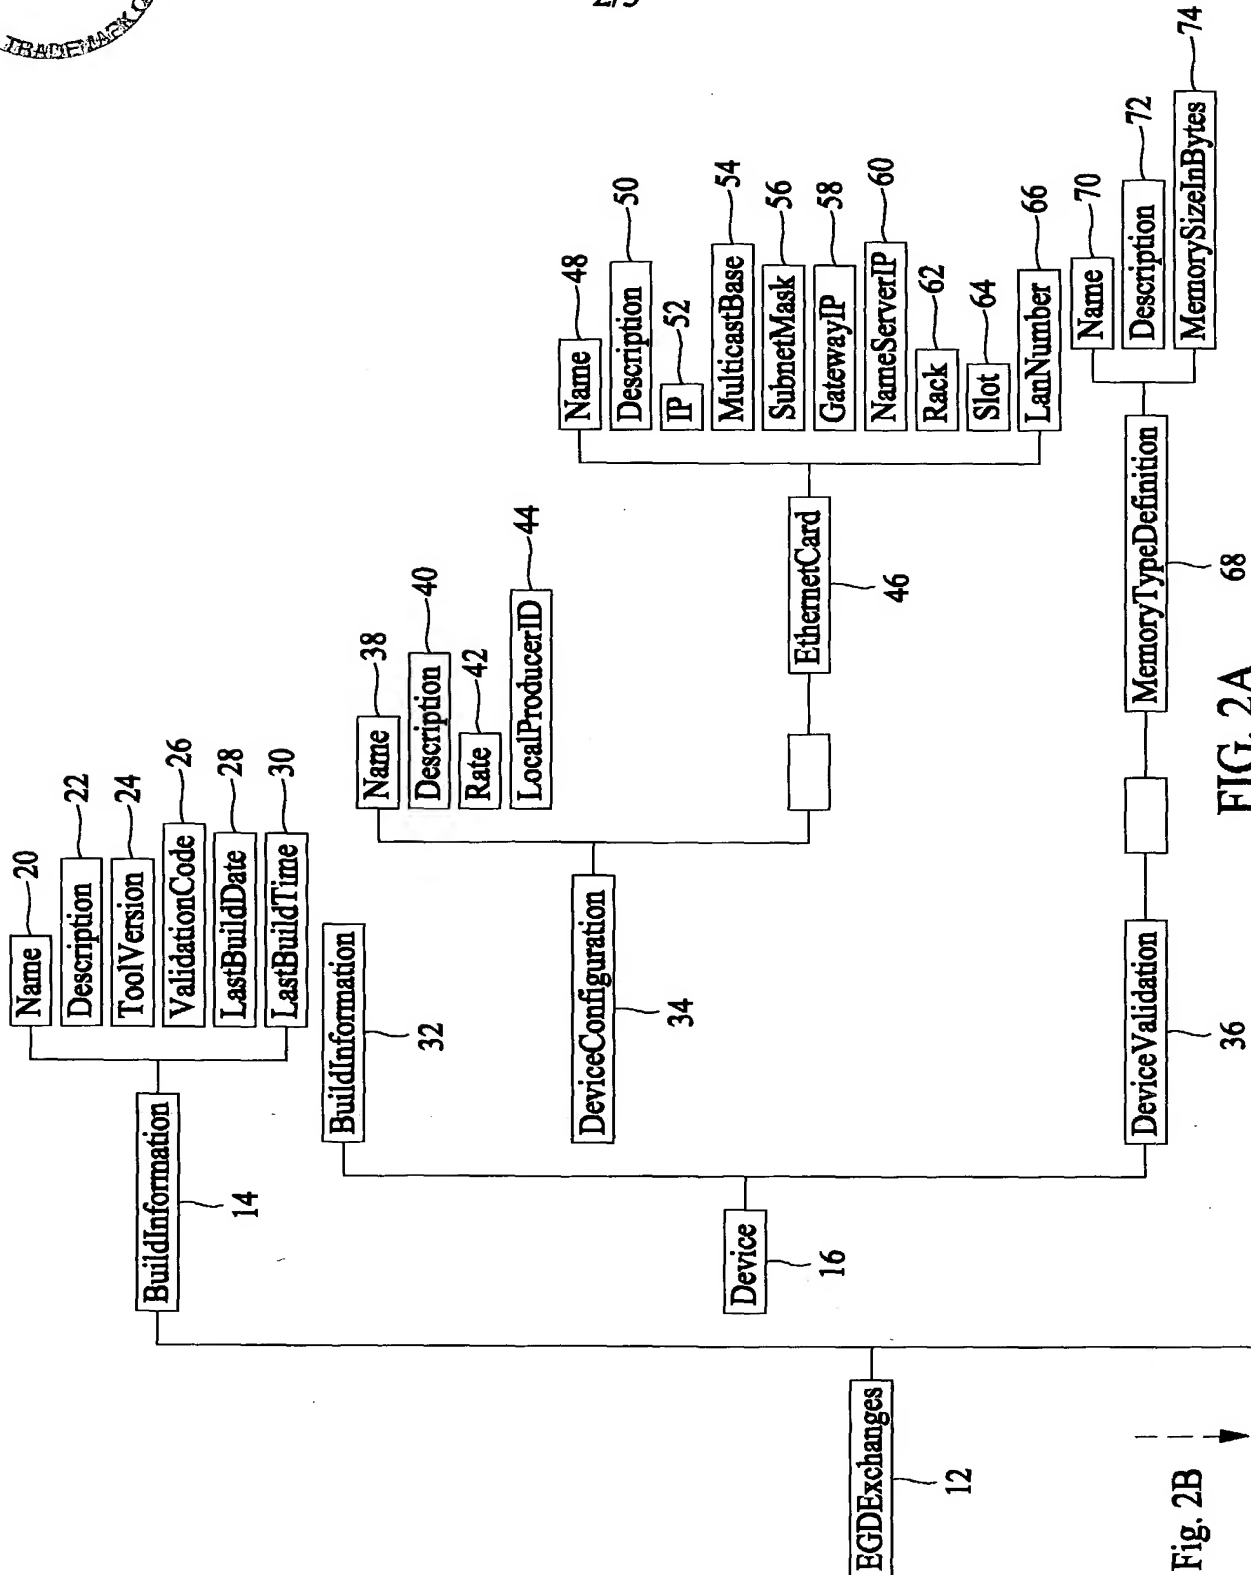 TRADEMARK
EGDExchanges
12
BuildInformation
14
Name
20
Description
22
ToolVersion
24
ValidationCode
26
LastBuildDate
28
LastBuildTime
30
Device
16
BuildInformation
32
DeviceConfiguration
34
Name
38
Description
40
Rate
42
LocalProducerID
44
EthernetCard
46
Name
48
Description
50
IP
52
MulticastBase
54
SubnetMask
56
GatewayIP
58
NameServerIP
60
Rack
62
Slot
64
LanNumber
66
DeviceValidation
36
MemoryTypeDefinition
68
Name
70
Description
72
MemorySizeInBytes
74
Fig. 2B
FIG. 2A